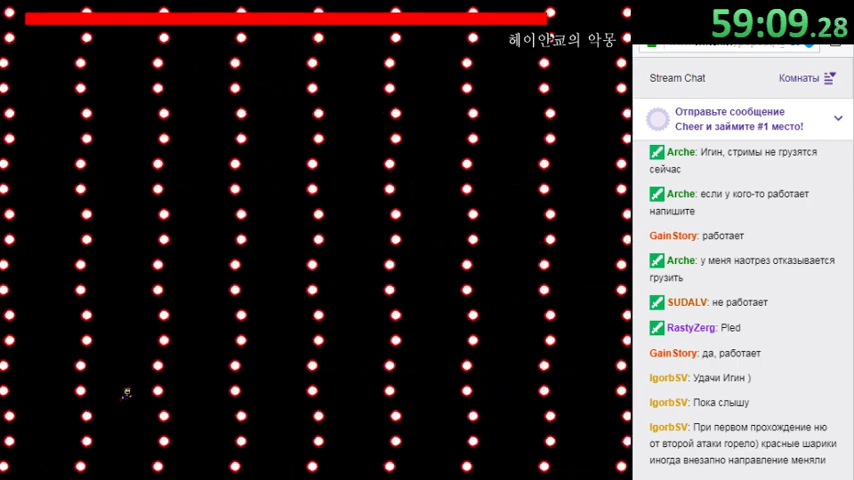 59:09.28
헤이안쿄의 악몽
Stream Chat
Комнаты
Отправьте сообщение
Cheer и займите #1 место!
Arche: Игин, стримы не грузятся
сейчас
Arche: если у кого-то работает
напишите
GainStory: работает
Arche: у меня наотрез отказывается
грузить
SUDALV: не работает
RastyZerg: Pled
GainStory: да, работает
IgorbSV: Удачи Игин )
IgorbSV: Пока слышу
IgorbSV: При первом прохождение ню
от второй атаки горело) красные шарики
иногда внезапно направление меняли